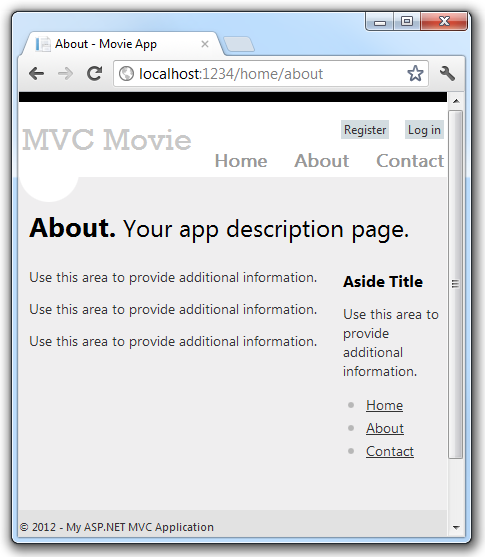 About - Movie App
localhost:1234/home/about
Register Log in
MVC Movie
Home About Contact
About. Your app description page.
Use this area to provide additional information.
Use this area to provide additional information.
Use this area to provide additional information.
Aside Title
Use this area to
provide
additional
information.
Home
About
Contact
© 2012 - My ASP.NET MVC Application